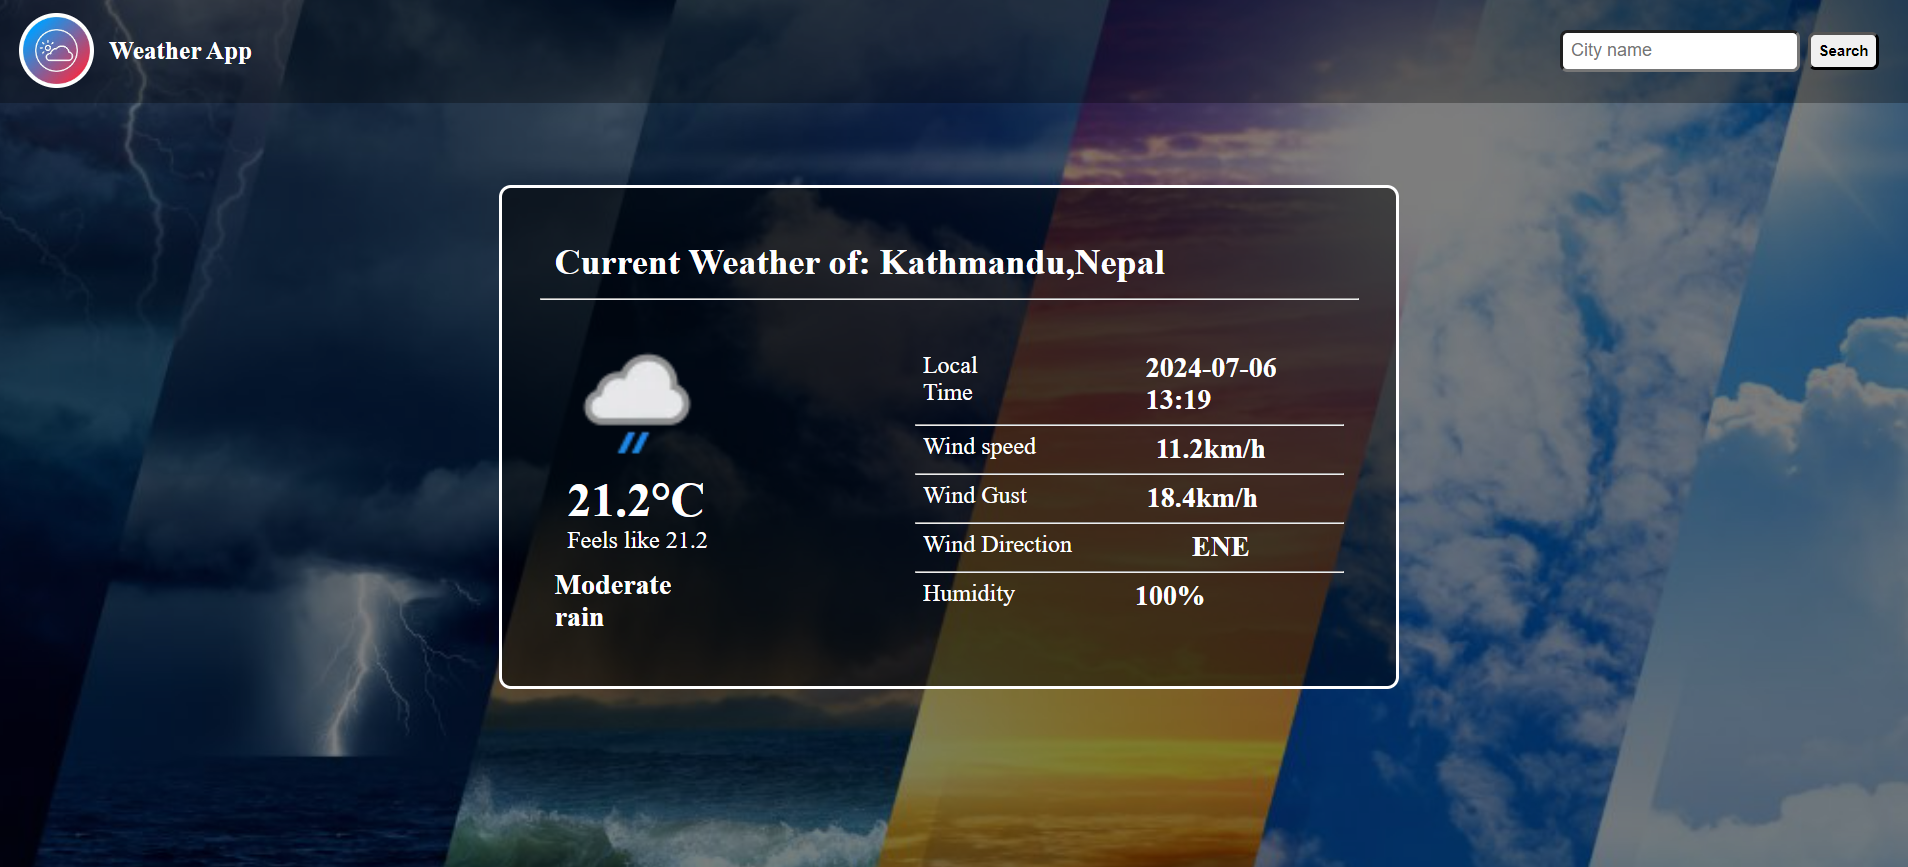 Weather App
City name
Search
Current Weather of: Kathmandu,Nepal
21.2°C
Feels like 21.2
Moderate
rain
Local
Time
2024-07-06
13:19
Wind speed 11.2km/h
Wind Gust 18.4km/h
Wind Direction ENE
Humidity 100%